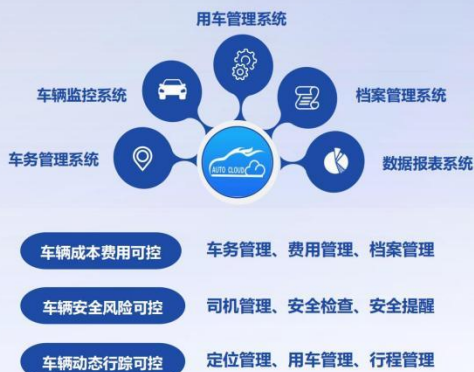 用车管理系统
车辆监控系统
档案管理系统
车务管理系统
AUTO CLOUD
数据报表系统
车辆成本费用可控 车务管理、费用管理、档案管理
车辆安全风险可控 司机管理、安全检查、安全提醒
车辆动态行踪可控 定位管理、用车管理、行程管理